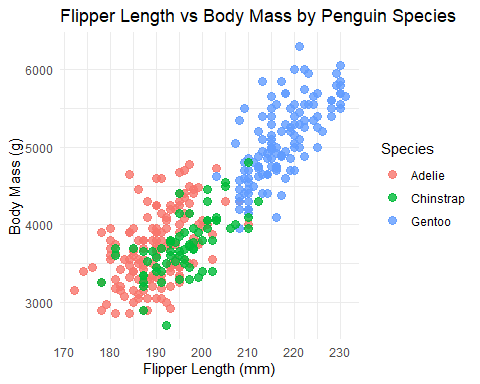 Flipper Length vs Body Mass by Penguin Species
6000
5000
4000
3000
Body Mass (g)
170 180 190 200 210 220 230
Flipper Length (mm)
Species
Adelie
Chinstrap
Gentoo